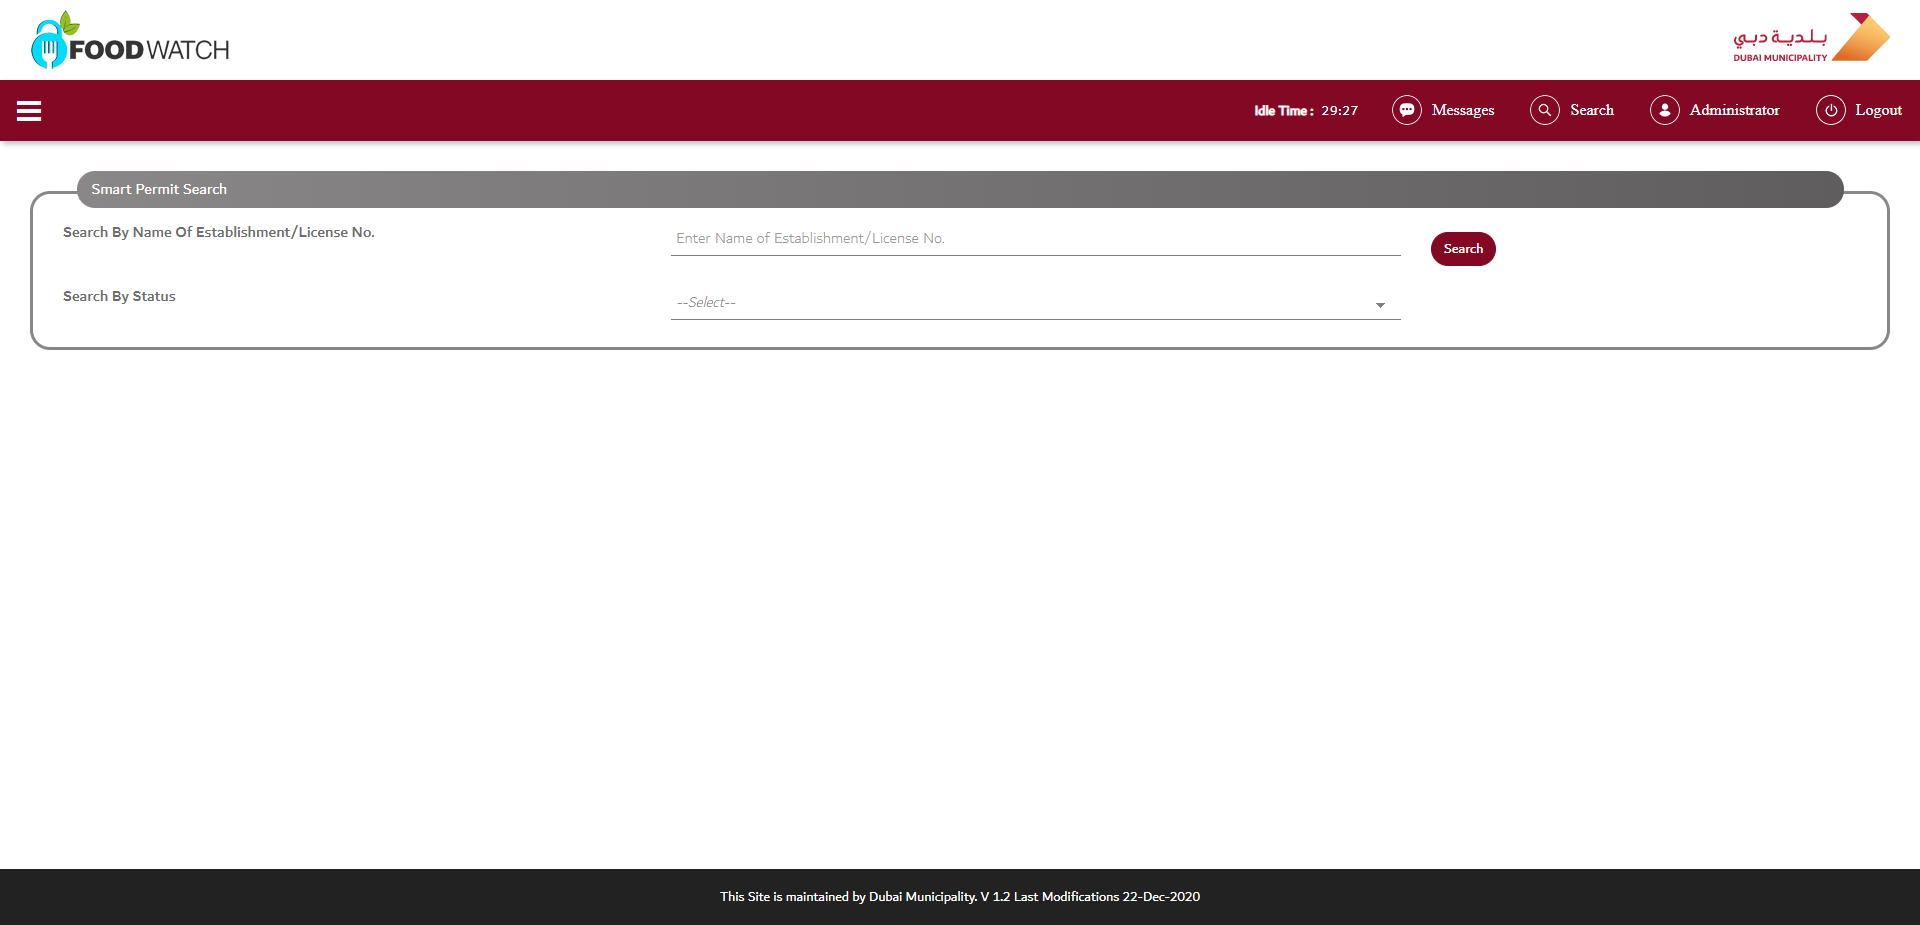 FOODWATCH
بلدية دبي
DUBAI MUNICIPALITY
Idle Time : 29:27
Messages
Search
Administrator
Logout
Smart Permit Search
Search By Name Of Establishment/License No.
Enter Name of Establishment/License No.
Search
Search By Status
--Select--
This Site is maintained by Dubai Municipality. V 1.2 Last Modifications 22-Dec-2020